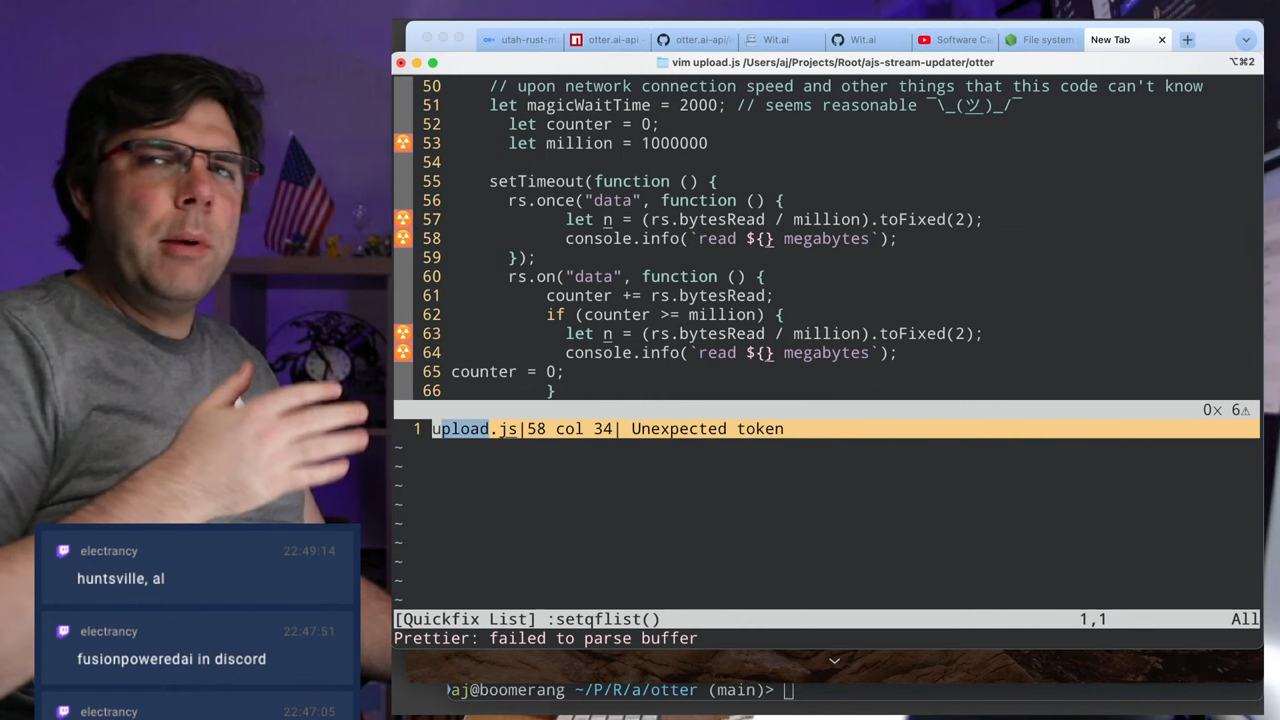 utah-rust-m
otter.ai-api
otter.ai-api/
Wit.ai
Wit.ai
Software Ca
File system
New Tab
vim upload.js /Users/aj/Projects/Root/ajs-stream-updater/otter
⌥⌘2
50 // upon network connection speed and other things that this code can't know
51 let magicWaitTime = 2000; // seems reasonable ¯\_(ツ)_/¯
52 let counter = 0;
53 let million = 1000000
54
55 setTimeout(function () {
56 rs.once("data", function () {
57 let n = (rs.bytesRead / million).toFixed(2);
58 console.info(`read ${} megabytes`);
59 });
60 rs.on("data", function () {
61 counter += rs.bytesRead;
62 if (counter >= million) {
63 let n = (rs.bytesRead / million).toFixed(2);
64 console.info(`read ${} megabytes`);
65 counter = 0;
66 }
0× 6⚠
1 upload.js|58 col 34| Unexpected token
~
~
~
~
~
~
~
~
~
[Quickfix List] :setqflist() 1,1 All
Prettier: failed to parse buffer
aj@boomerang ~/P/R/a/otter (main)>
electrancy 22:49:14
huntsville, al
electrancy 22:47:51
fusionpoweredai in discord
electrancy 22:47:05